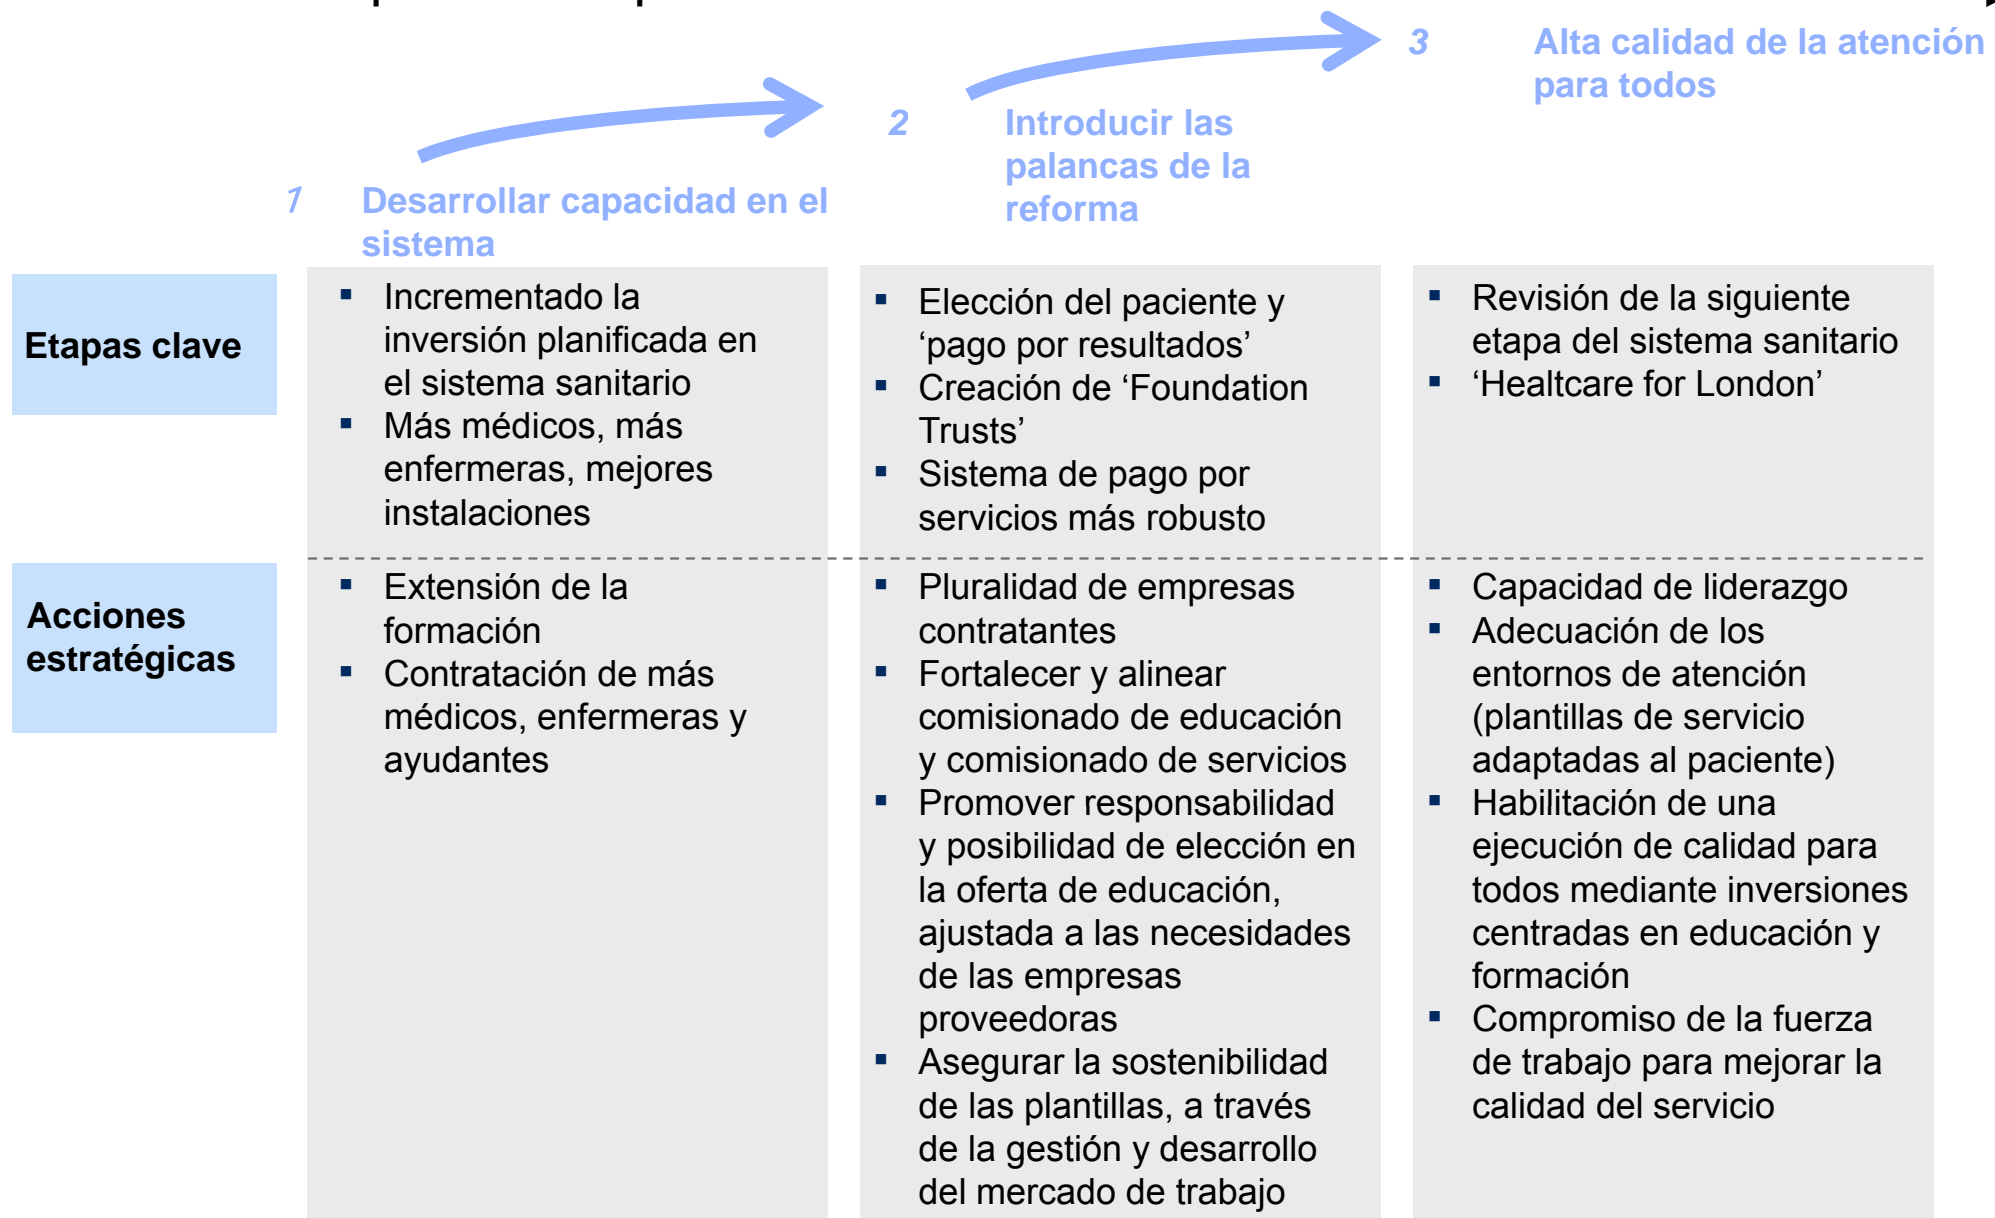 3 Alta calidad de la atención
para todos
2 Introducir las
palancas de la
reforma
1 Desarrollar capacidad en el
sistema
Etapas clave
▪ Incrementado la
inversión planificada en
el sistema sanitario
▪ Más médicos, más
enfermeras, mejores
instalaciones
▪ Elección del paciente y
‘pago por resultados’
▪ Creación de ‘Foundation
Trusts’
▪ Sistema de pago por
servicios más robusto
▪ Revisión de la siguiente
etapa del sistema sanitario
▪ ‘Healtcare for London’
Acciones
estratégicas
▪ Extensión de la
formación
▪ Contratación de más
médicos, enfermeras y
ayudantes
▪ Pluralidad de empresas
contratantes
▪ Fortalecer y alinear
comisionado de educación
y comisionado de servicios
▪ Promover responsabilidad
y posibilidad de elección en
la oferta de educación,
ajustada a las necesidades
de las empresas
proveedoras
▪ Asegurar la sostenibilidad
de las plantillas, a través
de la gestión y desarrollo
del mercado de trabajo
▪ Capacidad de liderazgo
▪ Adecuación de los
entornos de atención
(plantillas de servicio
adaptadas al paciente)
▪ Habilitación de una
ejecución de calidad para
todos mediante inversiones
centradas en educación y
formación
▪ Compromiso de la fuerza
de trabajo para mejorar la
calidad del servicio